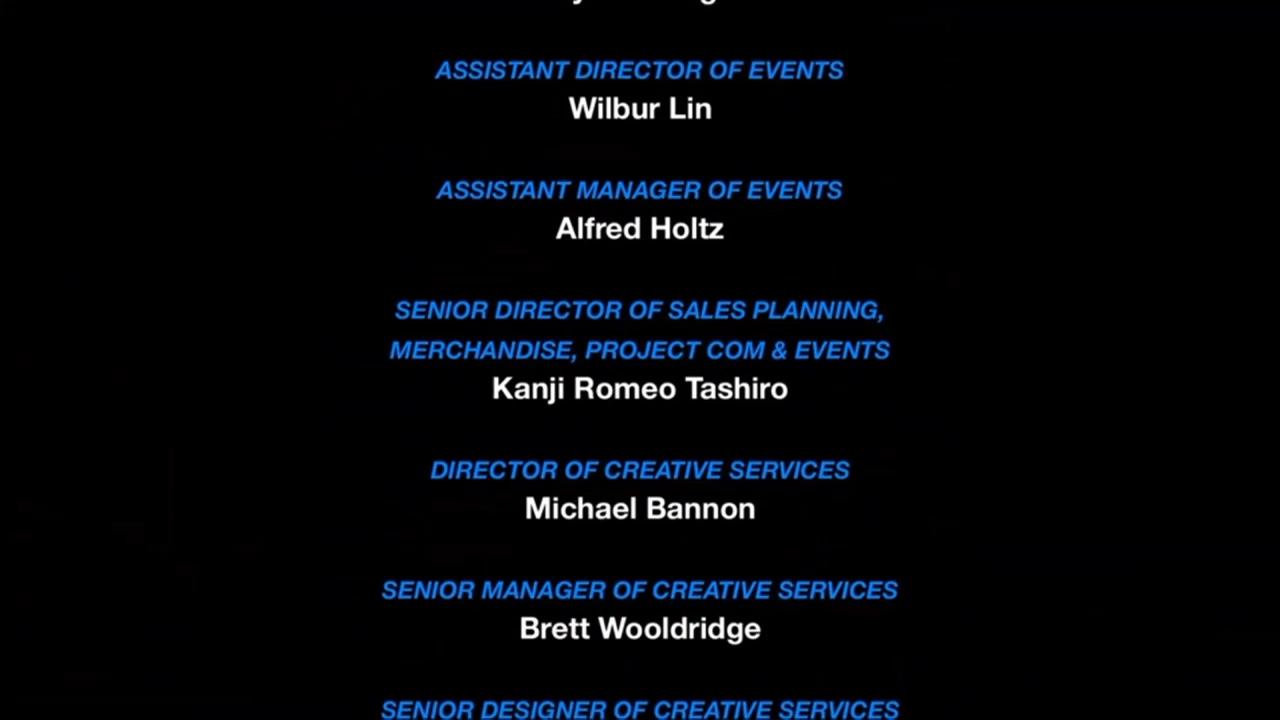 ASSISTANT DIRECTOR OF EVENTS
Wilbur Lin
ASSISTANT MANAGER OF EVENTS
Alfred Holtz
SENIOR DIRECTOR OF SALES PLANNING,
MERCHANDISE, PROJECT COM & EVENTS
Kanji Romeo Tashiro
DIRECTOR OF CREATIVE SERVICES
Michael Bannon
SENIOR MANAGER OF CREATIVE SERVICES
Brett Wooldridge
SENIOR DESIGNER OF CREATIVE SERVICES